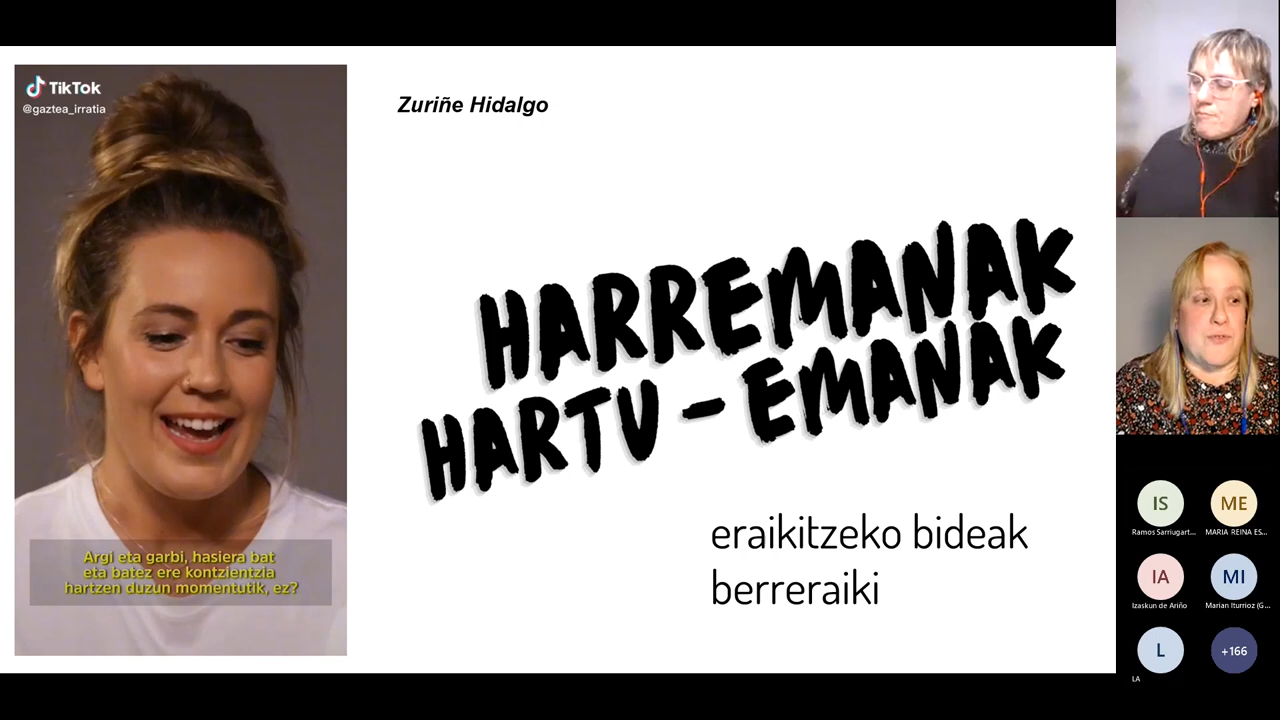 TikTok
@gaztea_irratia
Argi eta garbi, hasiera bat
eta batez ere kontzientzia
hartzen duzun momentutik, ez?
Zuriñe Hidalgo
HARREMANAK
HARTU - EMANAK
eraikitzeko bideak
berreraiki
IS
Ramos Sarriugart...
ME
MARIA REINA ES...
IA
Izaskun de Ariño
MI
Marian Iturrioz (G...
L
LA
+166